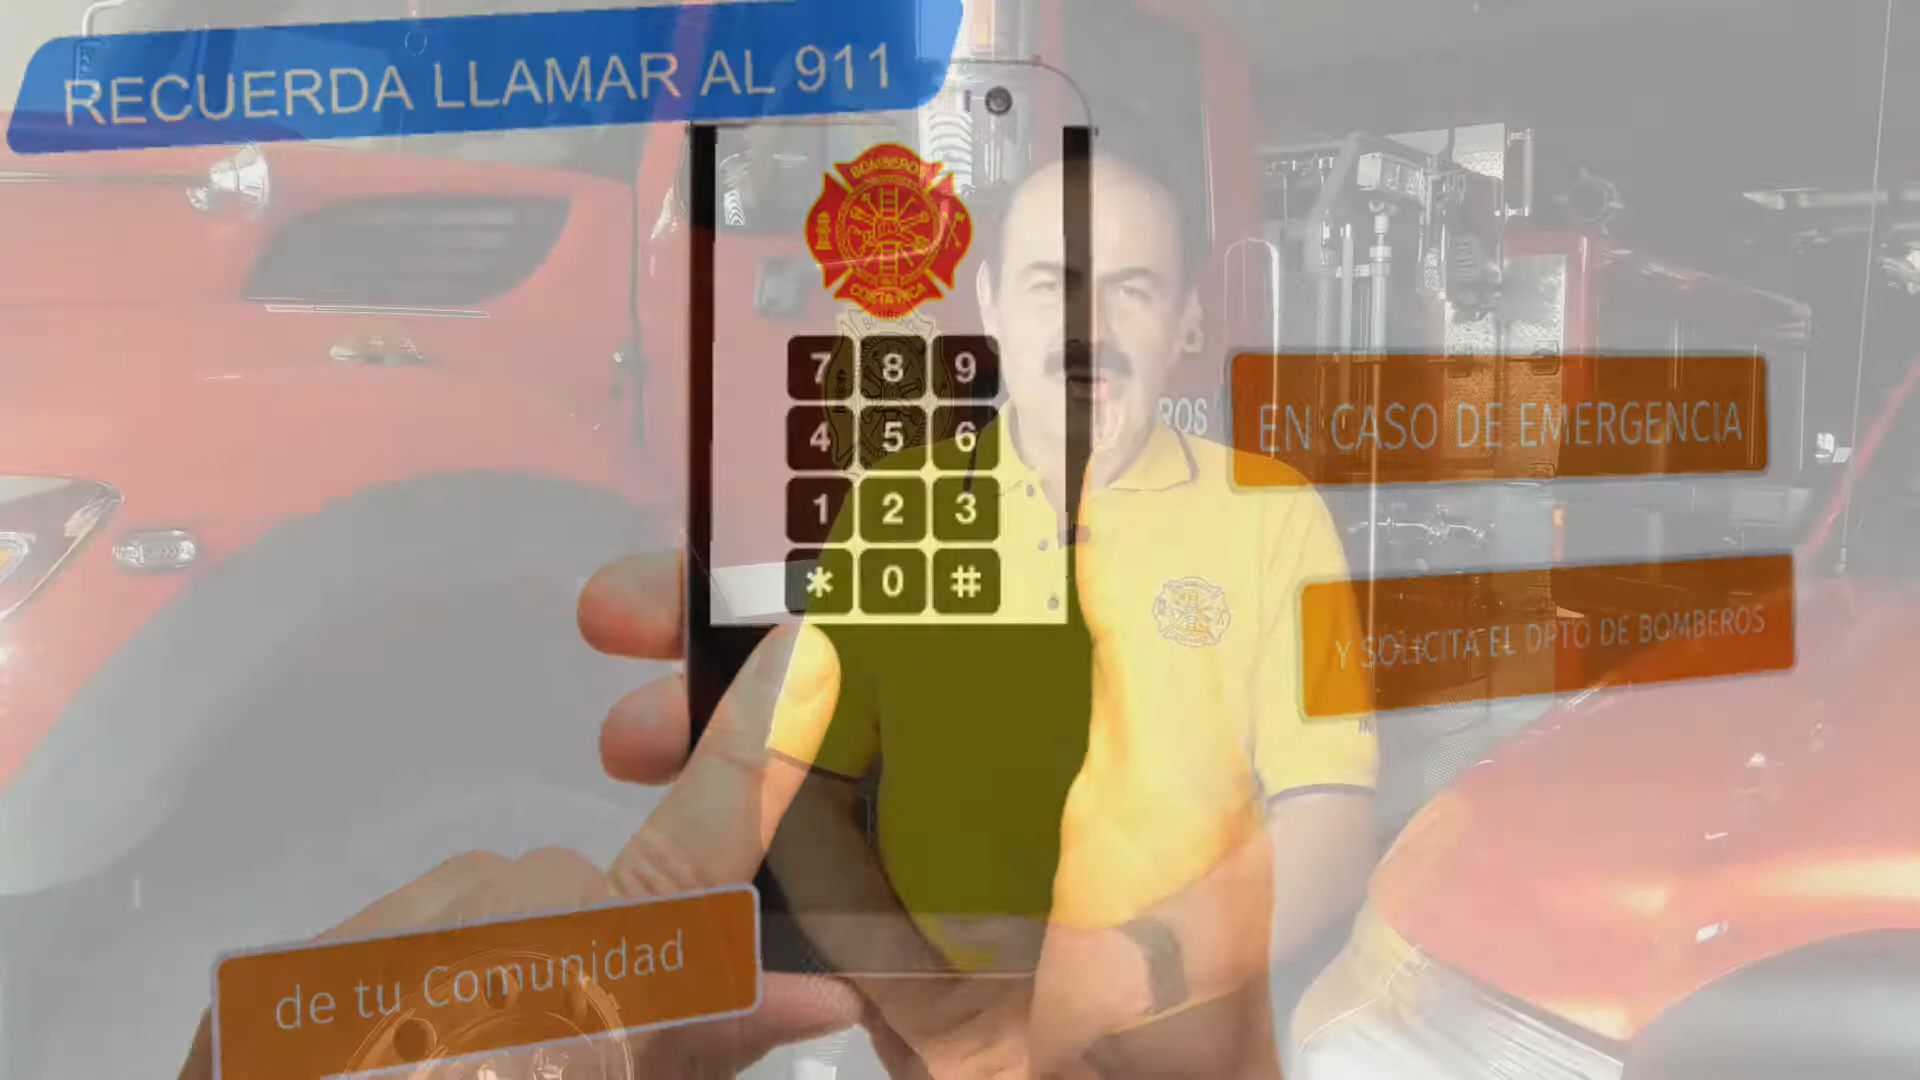 RECUERDA LLAMAR AL 911
BOMBEROS
COSTA RICA
7 8 9
4 5 6
1 2 3
* 0 #
ROS
EN CASO DE EMERGENCIA
Y SOLICITA EL DPTO DE BOMBEROS
de tu Comunidad